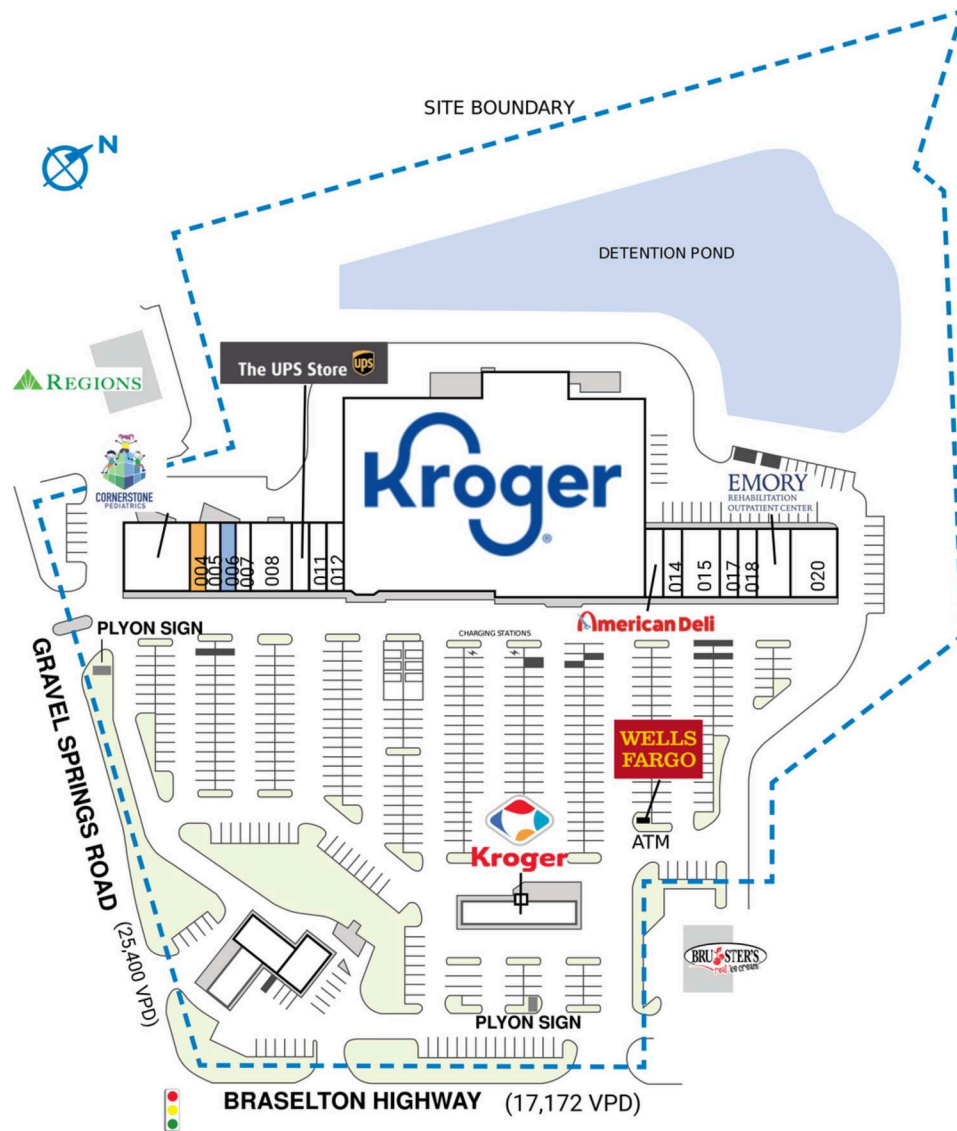 SITE BOUNDARY
N
DETENTION POND
The UPS Store
ups
REGIONS
CORNERSTONE
PEDIATRICS
Kroger
EMORY
REHABILITATION
OUTPATIENT CENTER
004
005
006
007
008
011
012
014
015
017
018
020
American Deli
PLYON SIGN
CHARGING STATIONS
GRAVEL SPRINGS ROAD
(25,400 VPD)
WELLS
FARGO
ATM
Kroger
BRUSTER'S
real ice cream
PLYON SIGN
BRASELTON HIGHWAY (17,172 VPD)